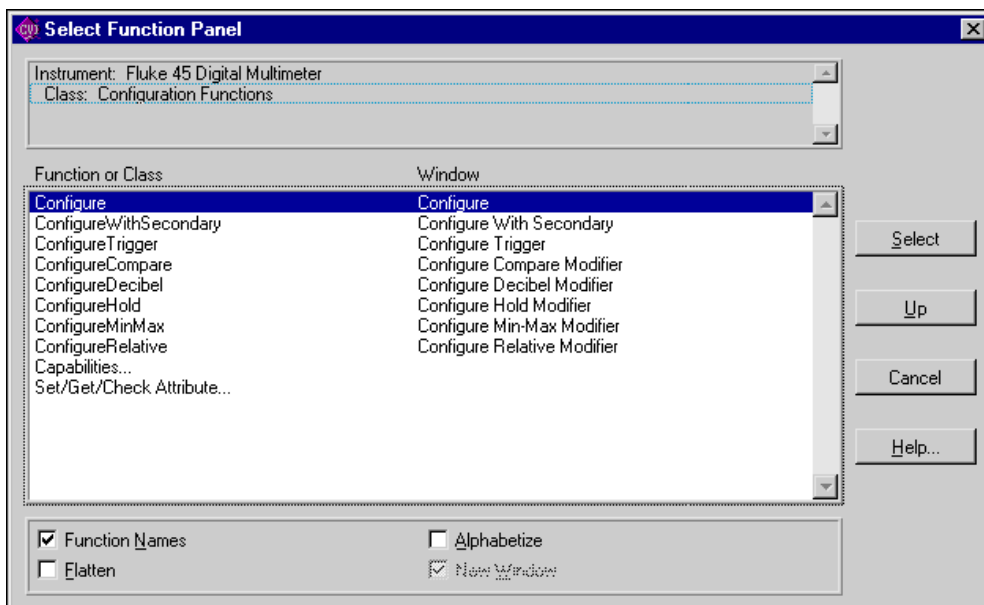 cvi Select Function Panel
Instrument: Fluke 45 Digital Multimeter
Class: Configuration Functions
Function or Class Window
Configure Configure
ConfigureWithSecondary Configure With Secondary
ConfigureTrigger Configure Trigger
ConfigureCompare Configure Compare Modifier
ConfigureDecibel Configure Decibel Modifier
ConfigureHold Configure Hold Modifier
ConfigureMinMax Configure Min-Max Modifier
ConfigureRelative Configure Relative Modifier
Capabilities...
Set/Get/Check Attribute...
Select
Up
Cancel
Help...
Function Names Alphabetize
Flatten New Window